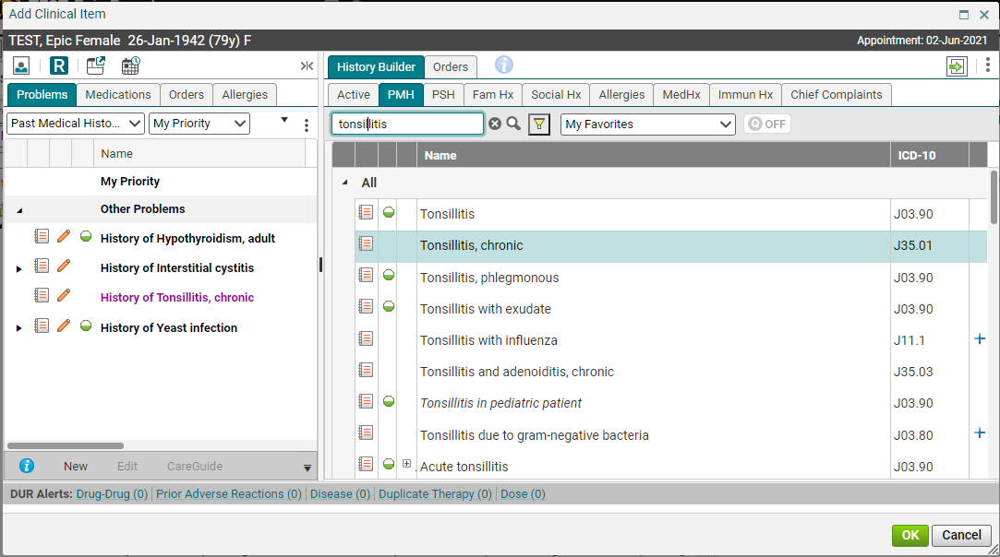 Add Clinical Item
TEST, Epic Female 26-Jan-1942 (79y) F
Appointment: 02-Jun-2021
R
Problems Medications Orders Allergies
Past Medical Histo... My Priority
Name
My Priority
Other Problems
History of Hypothyroidism, adult
History of Interstitial cystitis
History of Tonsillitis, chronic
History of Yeast infection
i New Edit CareGuide
History Builder Orders i
Active PMH PSH Fam Hx Social Hx Allergies MedHx Immun Hx Chief Complaints
tonsillitis My Favorites Q OFF
Name ICD-10
All
Tonsillitis J03.90
Tonsillitis, chronic J35.01
Tonsillitis, phlegmonous J03.90
Tonsillitis with exudate J03.90
Tonsillitis with influenza J11.1 +
Tonsillitis and adenoiditis, chronic J35.03
Tonsillitis in pediatric patient J03.90
Tonsillitis due to gram-negative bacteria J03.80 +
Acute tonsillitis J03.90
DUR Alerts: Drug-Drug (0) Prior Adverse Reactions (0) Disease (0) Duplicate Therapy (0) Dose (0)
OK Cancel